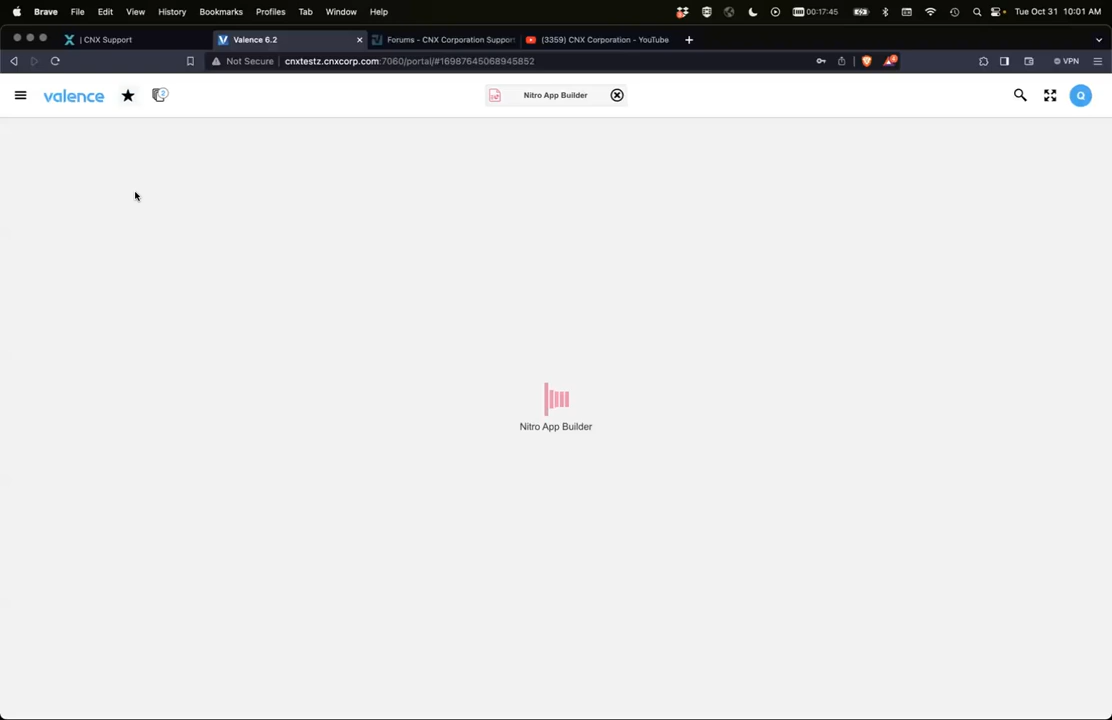 Brave File Edit View History Bookmarks Profiles Tab Window Help 00:17:45 Tue Oct 31 10:01 AM
| CNX Support Valence 6.2 Forums - CNX Corporation Support (3359) CNX Corporation - YouTube
Not Secure cnxtestz.cnxcorp.com:7060/portal/#16987645068945852 VPN
valence 2 Nitro App Builder Q
Nitro App Builder